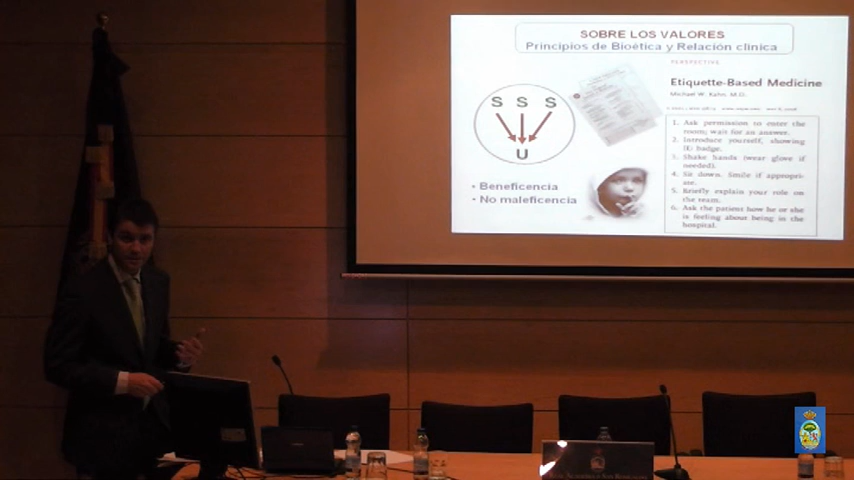 SOBRE LOS VALORES
Principios de Bioética y Relación clínica
PERSPECTIVE
Etiquette-Based Medicine
Michael W. Kahn, M.D.
S S S
U
• Beneficencia
• No maleficencia
1. Ask permission to enter the
room; wait for an answer.
2. Introduce yourself, showing
ID badge.
3. Shake hands (wear glove if
needed).
4. Sit down. Smile if appropri-
ate.
5. Briefly explain your role on
the team.
6. Ask the patient how he or she
is feeling about being in the
hospital.